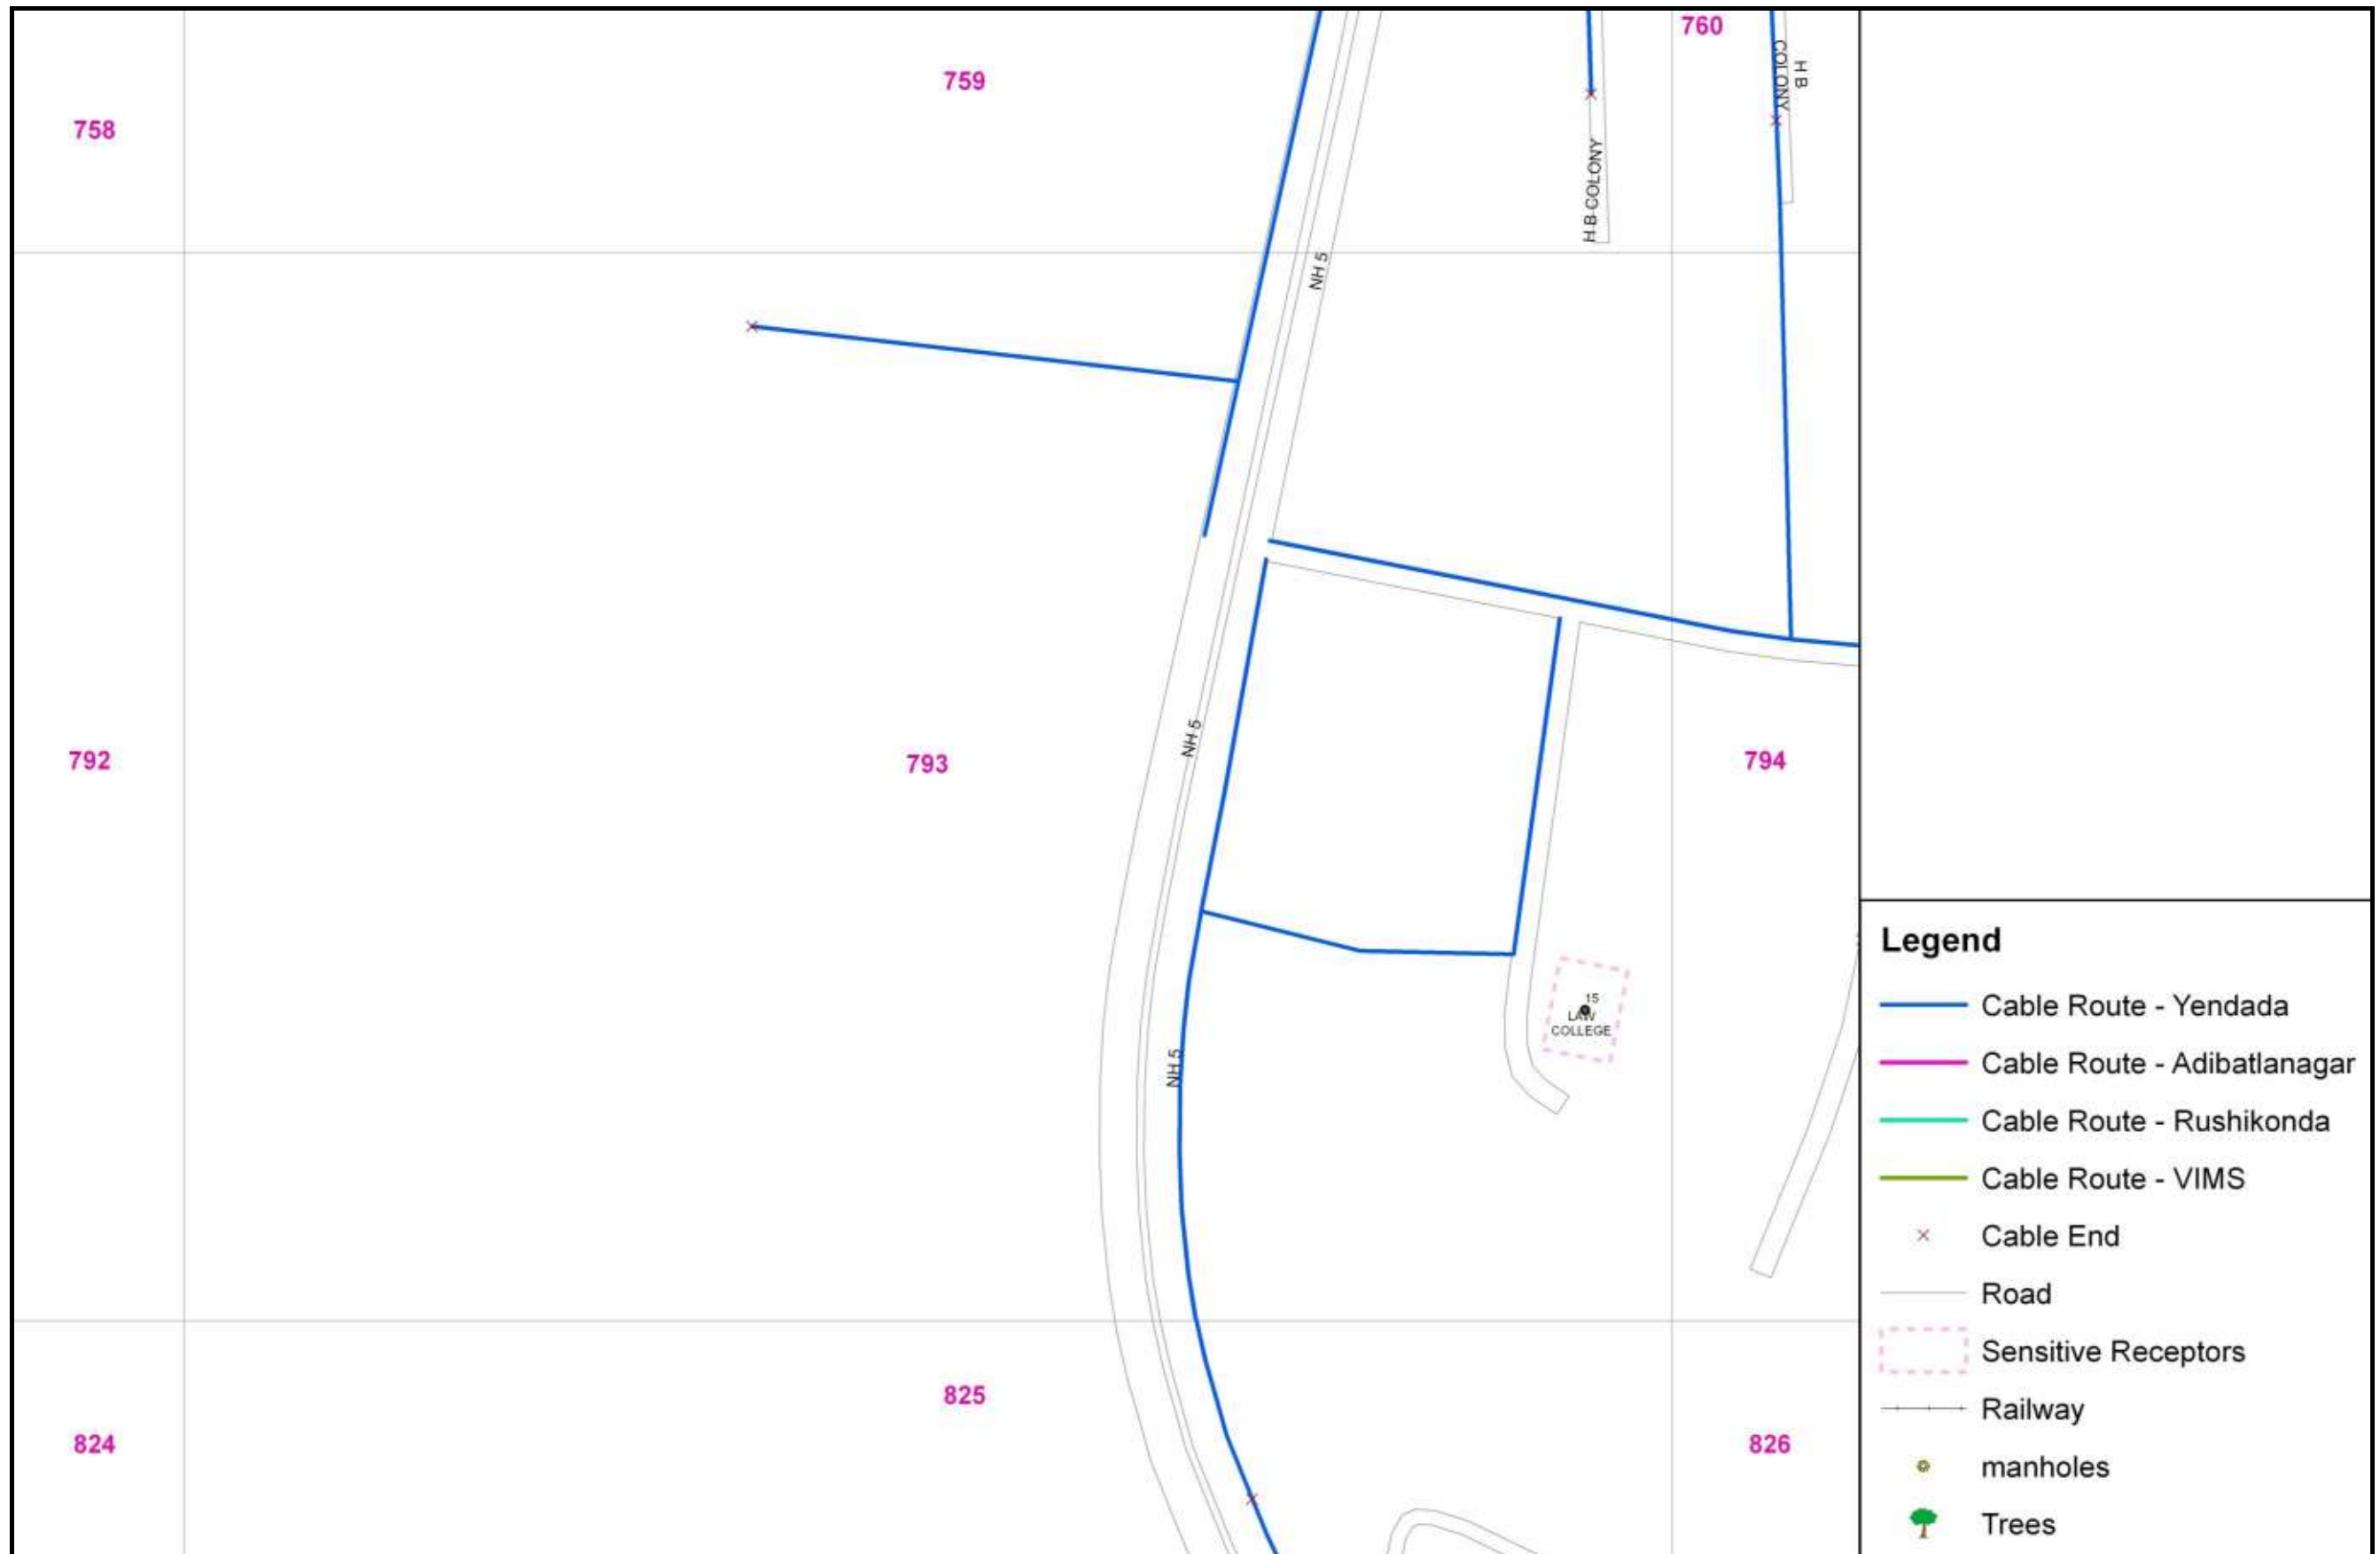 760
759
H B
COLONY
758
H B COLONY
NH 5
NH 5
792
793
794
15
LAW
COLLEGE
NH 5
825
824
826
Legend
Cable Route - Yendada
Cable Route - Adibatlanagar
Cable Route - Rushikonda
Cable Route - VIMS
Cable End
Road
Sensitive Receptors
Railway
manholes
Trees